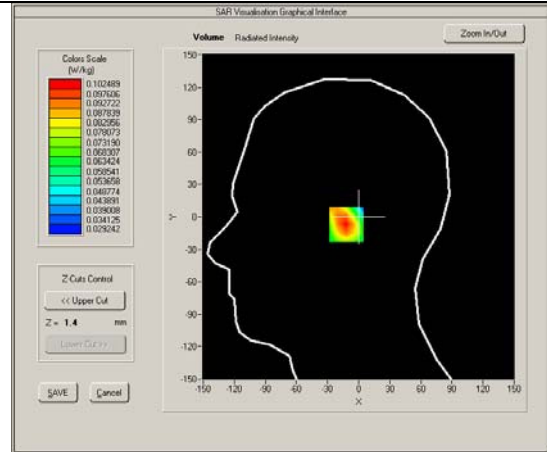 SAR Visualisation Graphical Interface
Volume Radiated Intensity
Zoom In/Out
Colors Scale
(W/kg)
0.102489
0.097606
0.092722
0.087839
0.082956
0.078073
0.073190
0.068307
0.063424
0.058541
0.053658
0.048774
0.043891
0.039008
0.034125
0.029242
Z-Cuts Control
<< Upper Cut
Z = 1.4 mm
Lower Cut >>
SAVE Cancel
150
120
90
60
30
0
-30
-60
-90
-120
-150
Y
-150 -120 -90 -60 -30 0 30 60 90 120 150
X